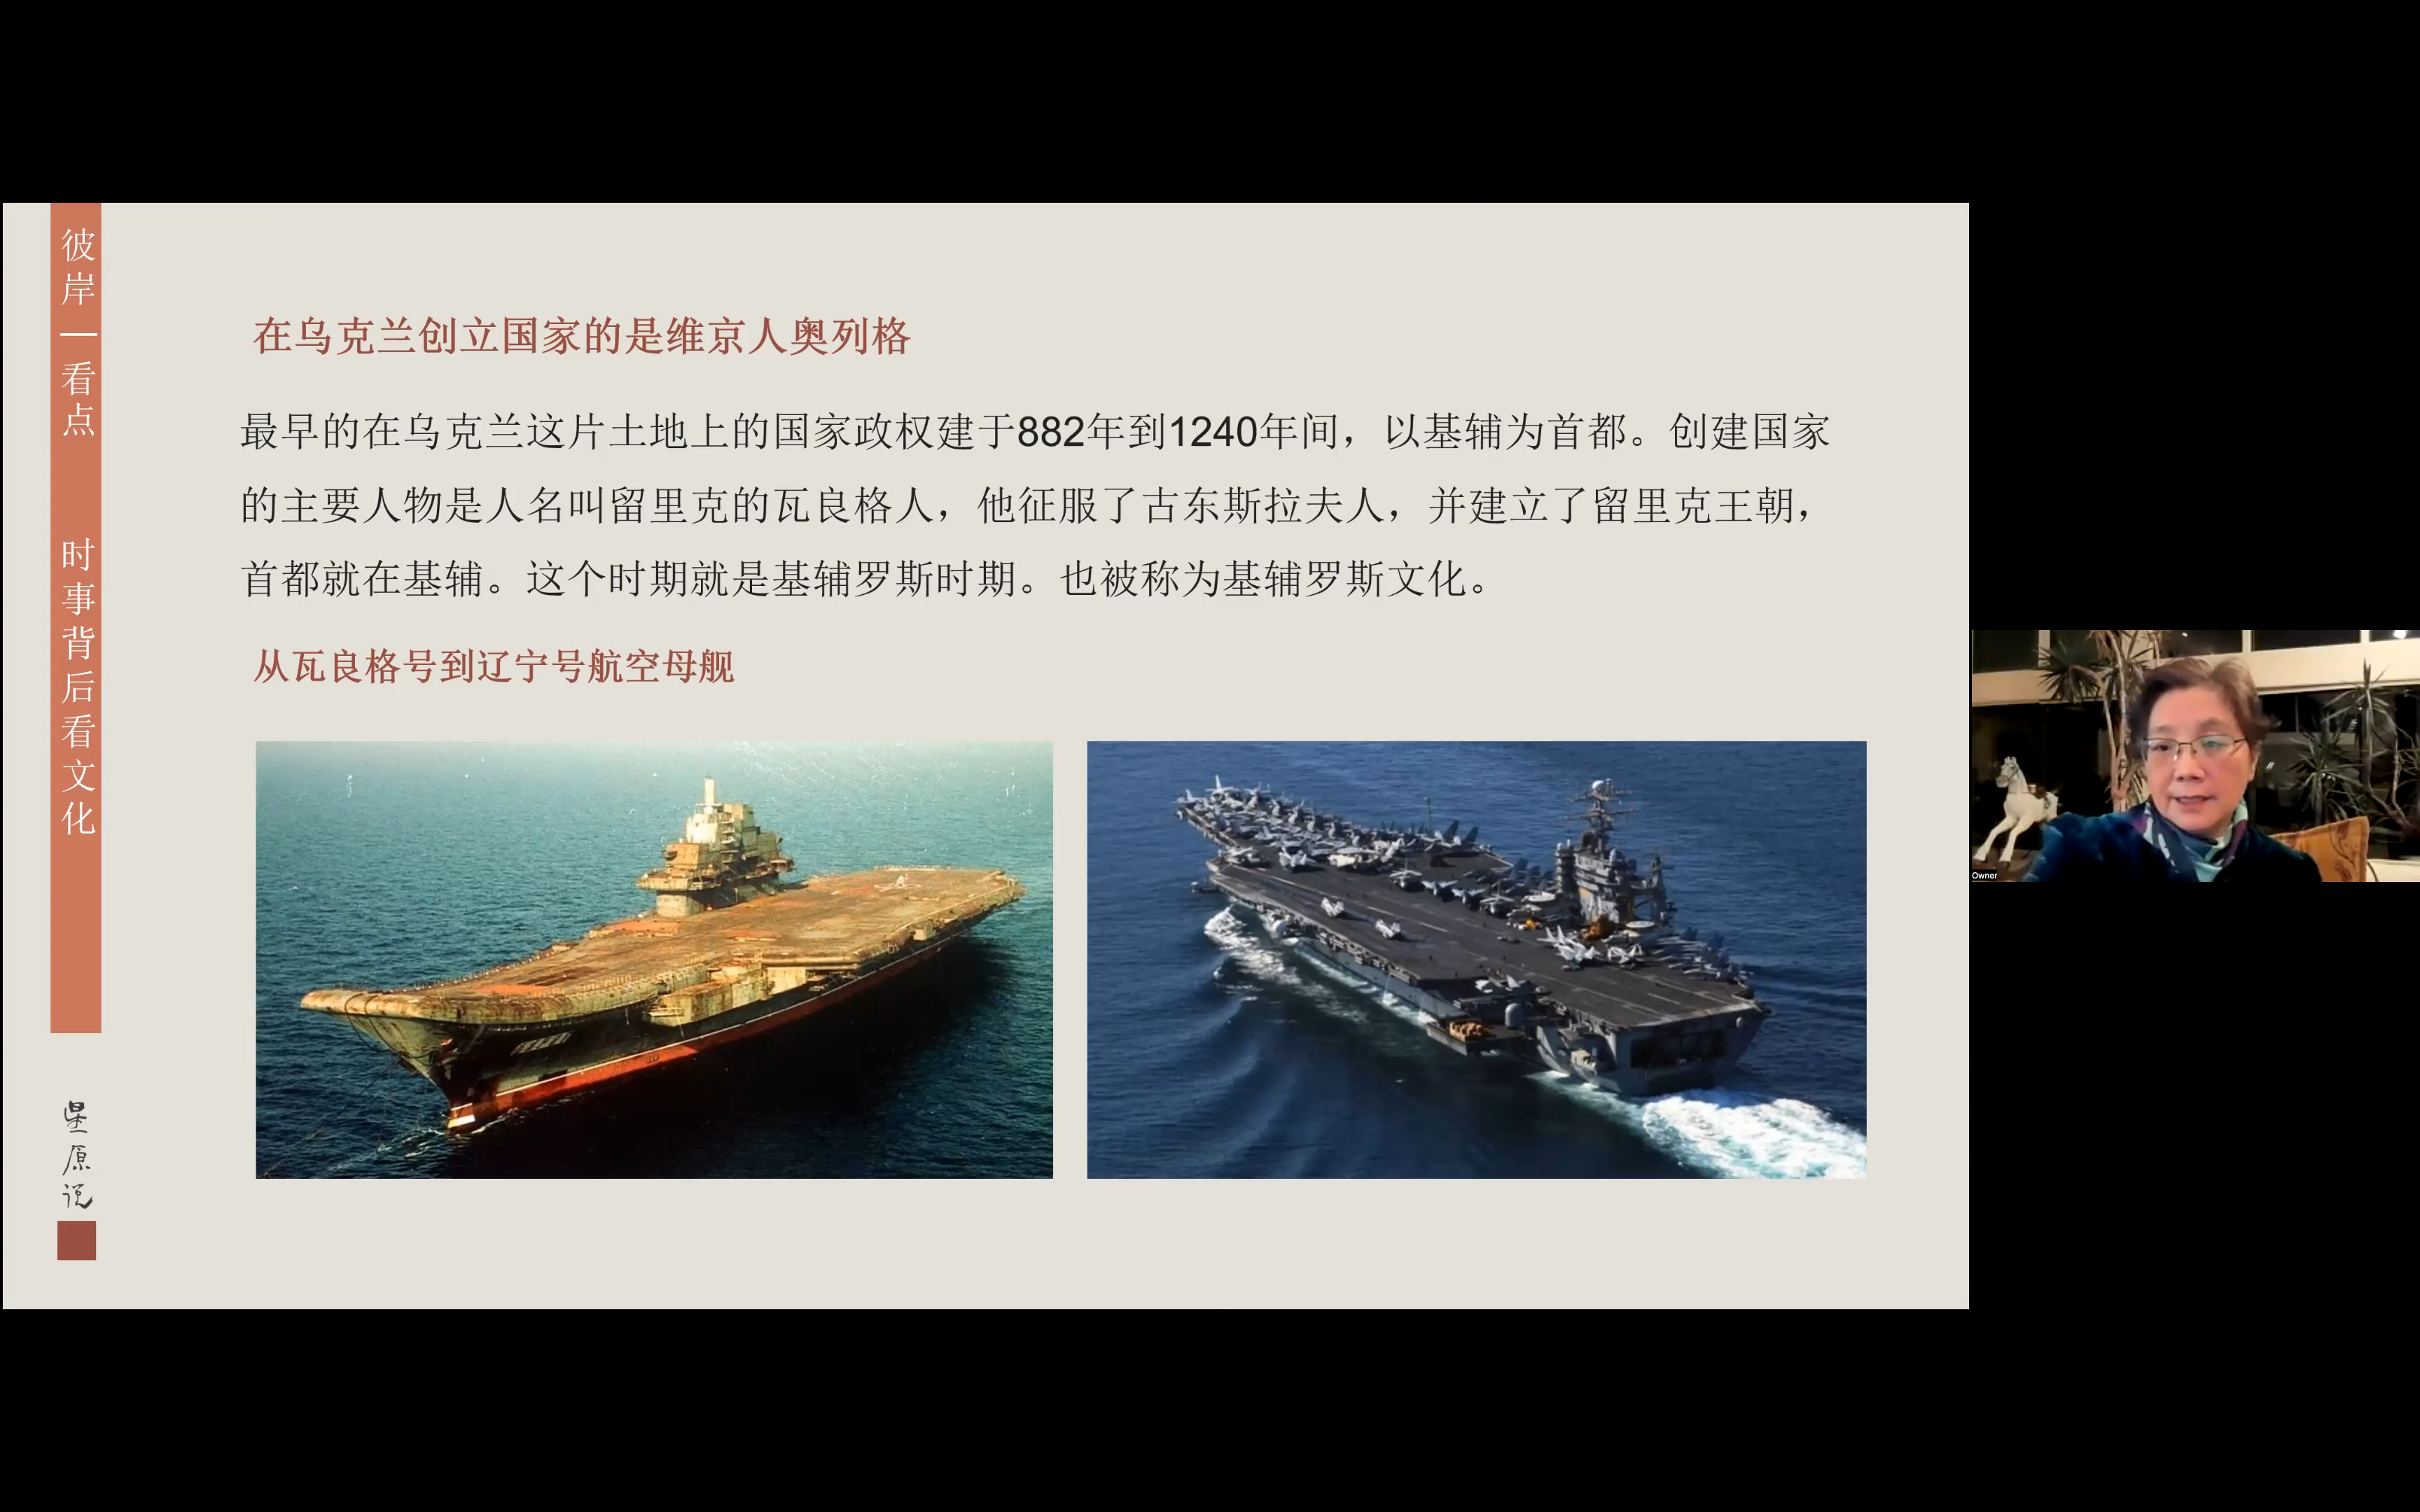 彼岸—看点 时事背后看文化
星原说
在乌克兰创立国家的是维京人奥列格
最早的在乌克兰这片土地上的国家政权建于882年到1240年间，以基辅为首都。创建国家
的主要人物是人名叫留里克的瓦良格人，他征服了古东斯拉夫人，并建立了留里克王朝，
首都就在基辅。这个时期就是基辅罗斯时期。也被称为基辅罗斯文化。
从瓦良格号到辽宁号航空母舰
Owner